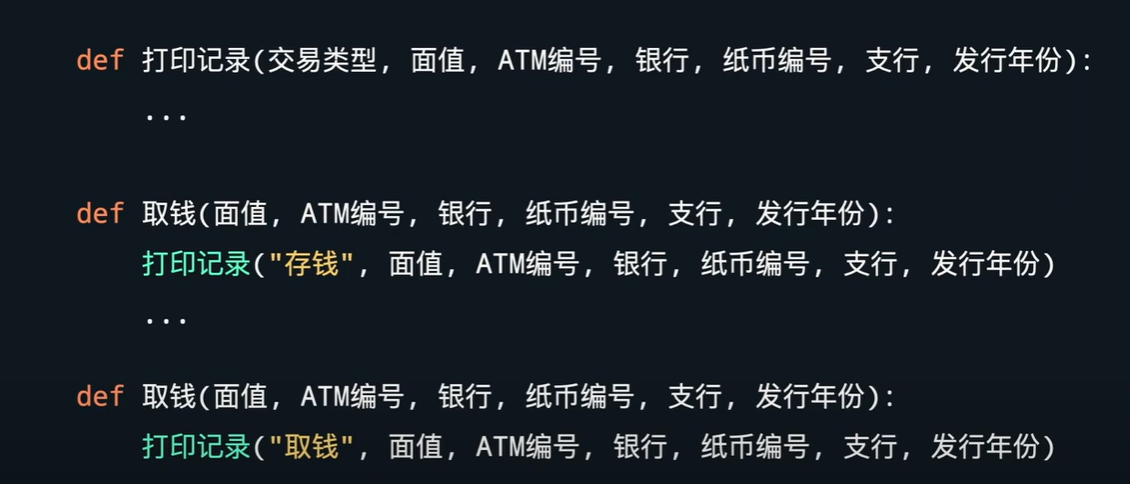 def 打印记录(交易类型, 面值, ATM编号, 银行, 纸币编号, 支行, 发行年份):
...
def 取钱(面值, ATM编号, 银行, 纸币编号, 支行, 发行年份):
打印记录("存钱", 面值, ATM编号, 银行, 纸币编号, 支行, 发行年份)
...
def 取钱(面值, ATM编号, 银行, 纸币编号, 支行, 发行年份):
打印记录("取钱", 面值, ATM编号, 银行, 纸币编号, 支行, 发行年份)